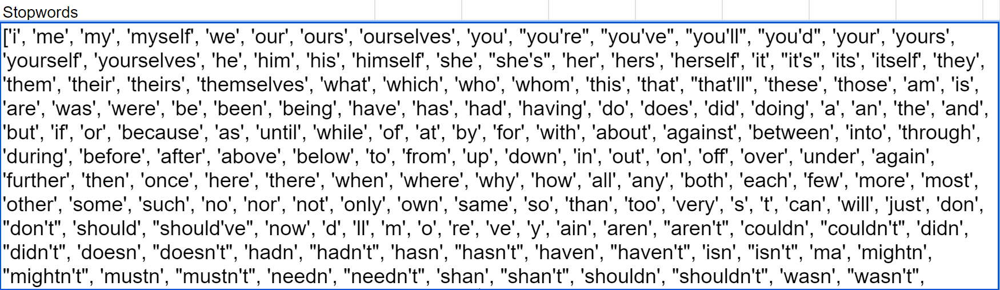 Stopwords
['i', 'me', 'my', 'myself', 'we', 'our', 'ours', 'ourselves', 'you', "you're", "you've", "you'll", "you'd", 'your', 'yours',
'yourself', 'yourselves', 'he', 'him', 'his', 'himself', 'she', "she's", 'her', 'hers', 'herself', 'it', "it's", 'its', 'itself', 'they',
'them', 'their', 'theirs', 'themselves', 'what', 'which', 'who', 'whom', 'this', 'that', "that'll", 'these', 'those', 'am', 'is',
'are', 'was', 'were', 'be', 'been', 'being', 'have', 'has', 'had', 'having', 'do', 'does', 'did', 'doing', 'a', 'an', 'the', 'and',
'but', 'if', 'or', 'because', 'as', 'until', 'while', 'of', 'at', 'by', 'for', 'with', 'about', 'against', 'between', 'into', 'through',
'during', 'before', 'after', 'above', 'below', 'to', 'from', 'up', 'down', 'in', 'out', 'on', 'off', 'over', 'under', 'again',
'further', 'then', 'once', 'here', 'there', 'when', 'where', 'why', 'how', 'all', 'any', 'both', 'each', 'few', 'more', 'most',
'other', 'some', 'such', 'no', 'nor', 'not', 'only', 'own', 'same', 'so', 'than', 'too', 'very', 's', 't', 'can', 'will', 'just', 'don',
"don't", 'should', "should've", 'now', 'd', 'll', 'm', 'o', 're', 've', 'y', 'ain', 'aren', "aren't", 'couldn', "couldn't", 'didn',
"didn't", 'doesn', "doesn't", 'hadn', "hadn't", 'hasn', "hasn't", 'haven', "haven't", 'isn', "isn't", 'ma', 'mightn',
"mightn't", 'mustn', "mustn't", 'needn', "needn't", 'shan', "shan't", 'shouldn', "shouldn't", 'wasn', "wasn't",